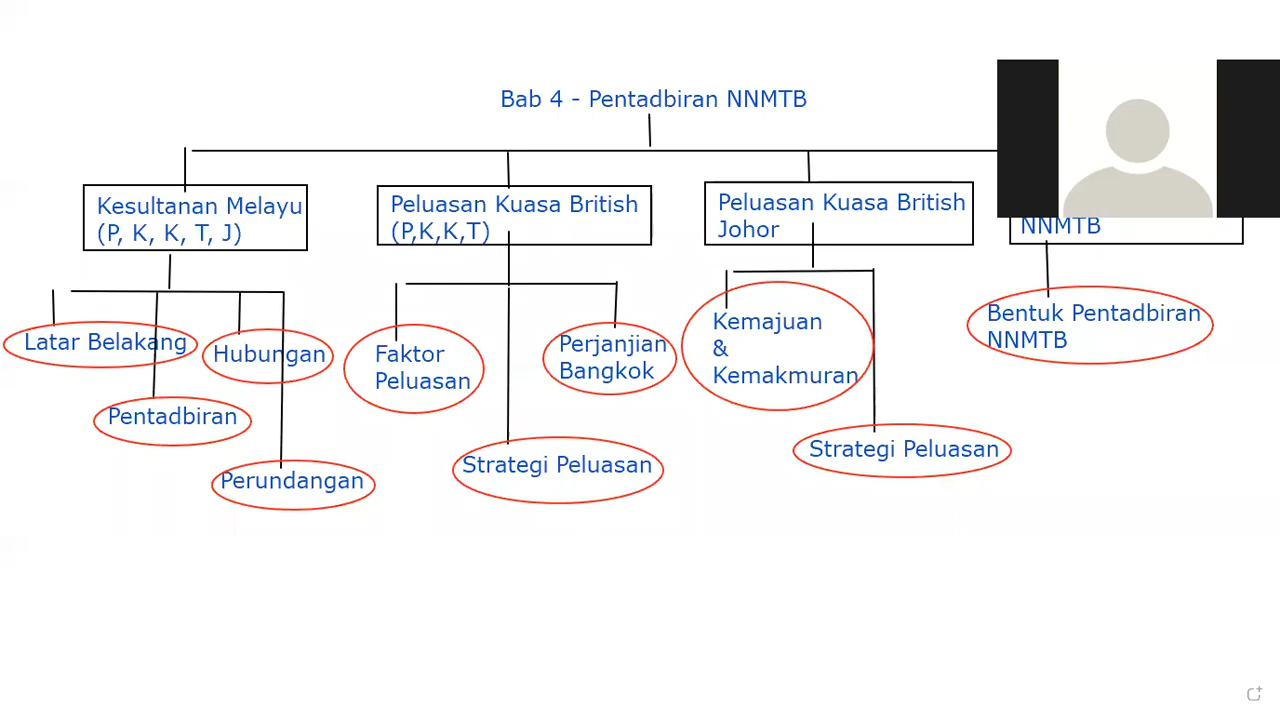 Bab 4 - Pentadbiran NNMTB
Kesultanan Melayu
(P, K, K, T, J)
Peluasan Kuasa British
(P,K,K,T)
Peluasan Kuasa British
Johor
NNMTB
Latar Belakang
Pentadbiran
Hubungan
Perundangan
Faktor
Peluasan
Strategi Peluasan
Perjanjian
Bangkok
Kemajuan
&
Kemakmuran
Strategi Peluasan
Bentuk Pentadbiran
NNMTB